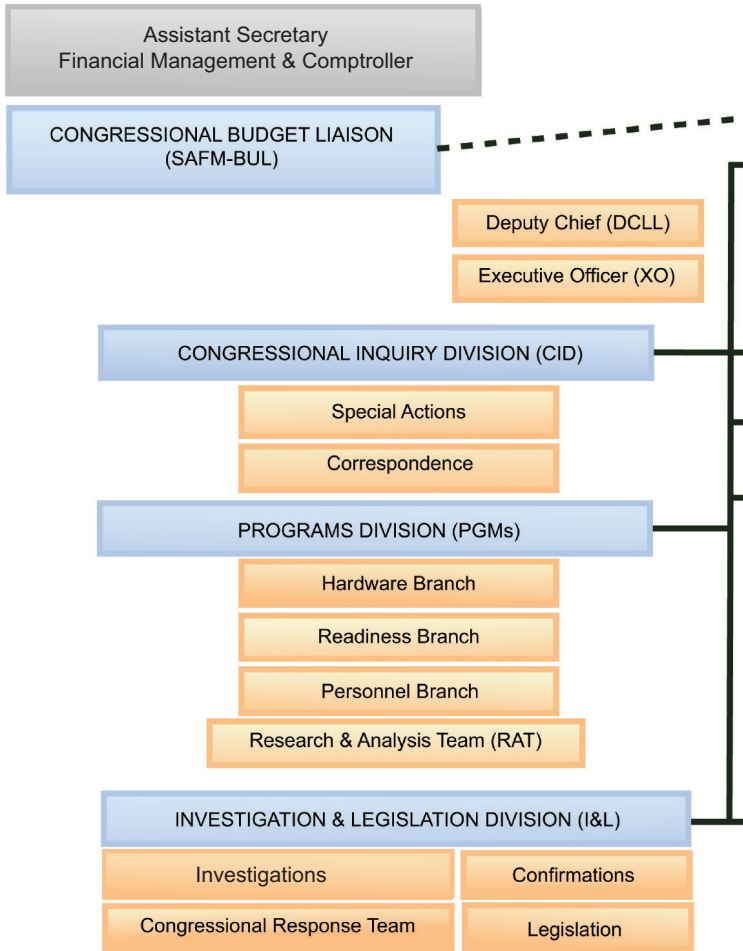 Assistant Secretary
Financial Management & Comptroller
CONGRESSIONAL BUDGET LIAISON
(SAFM-BUL)
Deputy Chief (DCLL)
Executive Officer (XO)
CONGRESSIONAL INQUIRY DIVISION (CID)
Special Actions
Correspondence
PROGRAMS DIVISION (PGMs)
Hardware Branch
Readiness Branch
Personnel Branch
Research & Analysis Team (RAT)
INVESTIGATION & LEGISLATION DIVISION (I&L)
Investigations
Confirmations
Congressional Response Team
Legislation